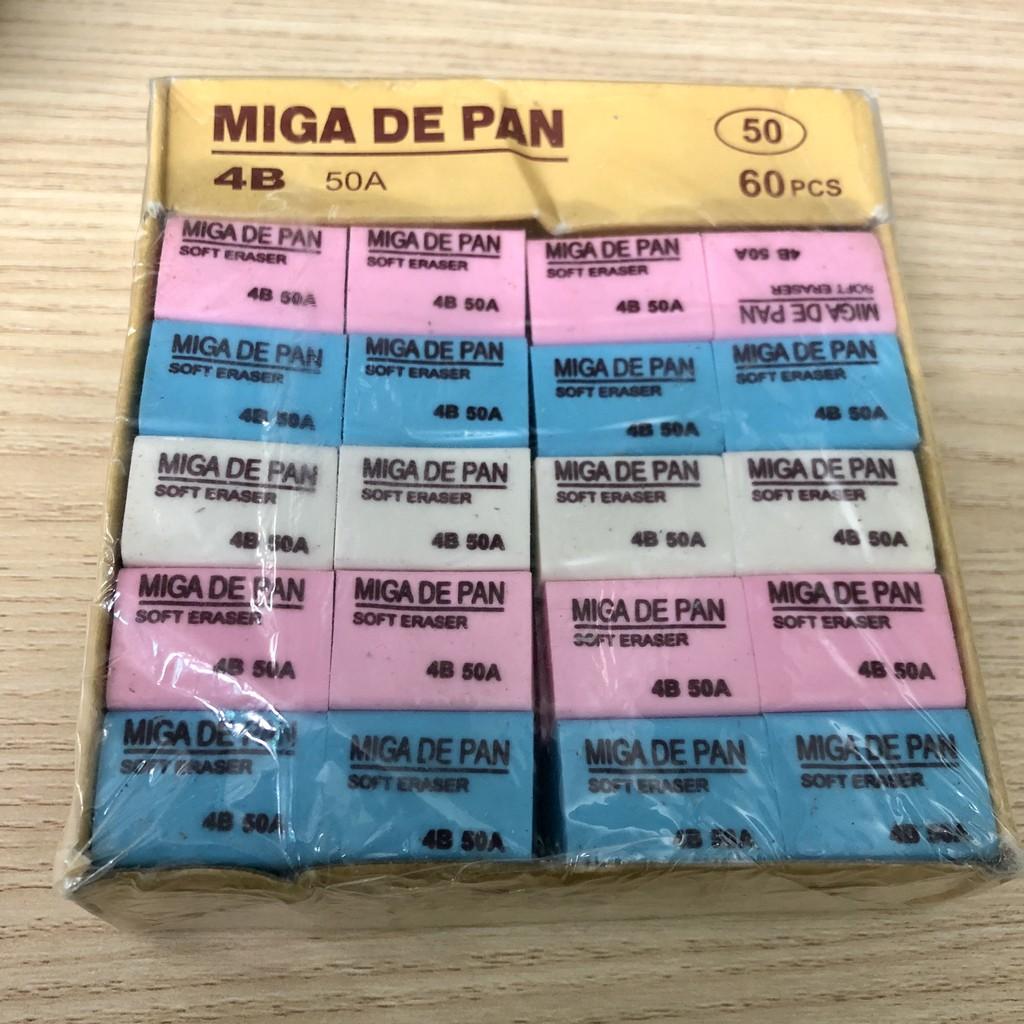 MIGA DE PAN
50
4B 50A
60 PCS
MIGA DE PAN
SOFT ERASER
4B 50A
MIGA DE PAN
SOFT ERASER
4B 50A
MIGA DE PAN
SOFT ERASER
4B 50A
MIGA DE PAN
SOFT ERASER
4B 50A
MIGA DE PAN
SOFT ERASER
4B 50A
MIGA DE PAN
SOFT ERASER
4B 50A
MIGA DE PAN
SOFT ERASER
4B 50A
MIGA DE PAN
SOFT ERASER
4B 50A
MIGA DE PAN
SOFT ERASER
4B 50A
MIGA DE PAN
SOFT ERASER
4B 50A
MIGA DE PAN
SOFT ERASER
4B 50A
MIGA DE PAN
SOFT ERASER
4B 50A
MIGA DE PAN
SOFT ERASER
4B 50A
MIGA DE PAN
SOFT ERASER
4B 50A
MIGA DE PAN
SOFT ERASER
4B 50A
MIGA DE PAN
SOFT ERASER
4B 50A
MIGA DE PAN
SOFT ERASER
4B 50A
MIGA DE PAN
SOFT ERASER
4B 50A
MIGA DE PAN
SOFT ERASER
4B 50A
MIGA DE PAN
SOFT ERASER
4B 50A